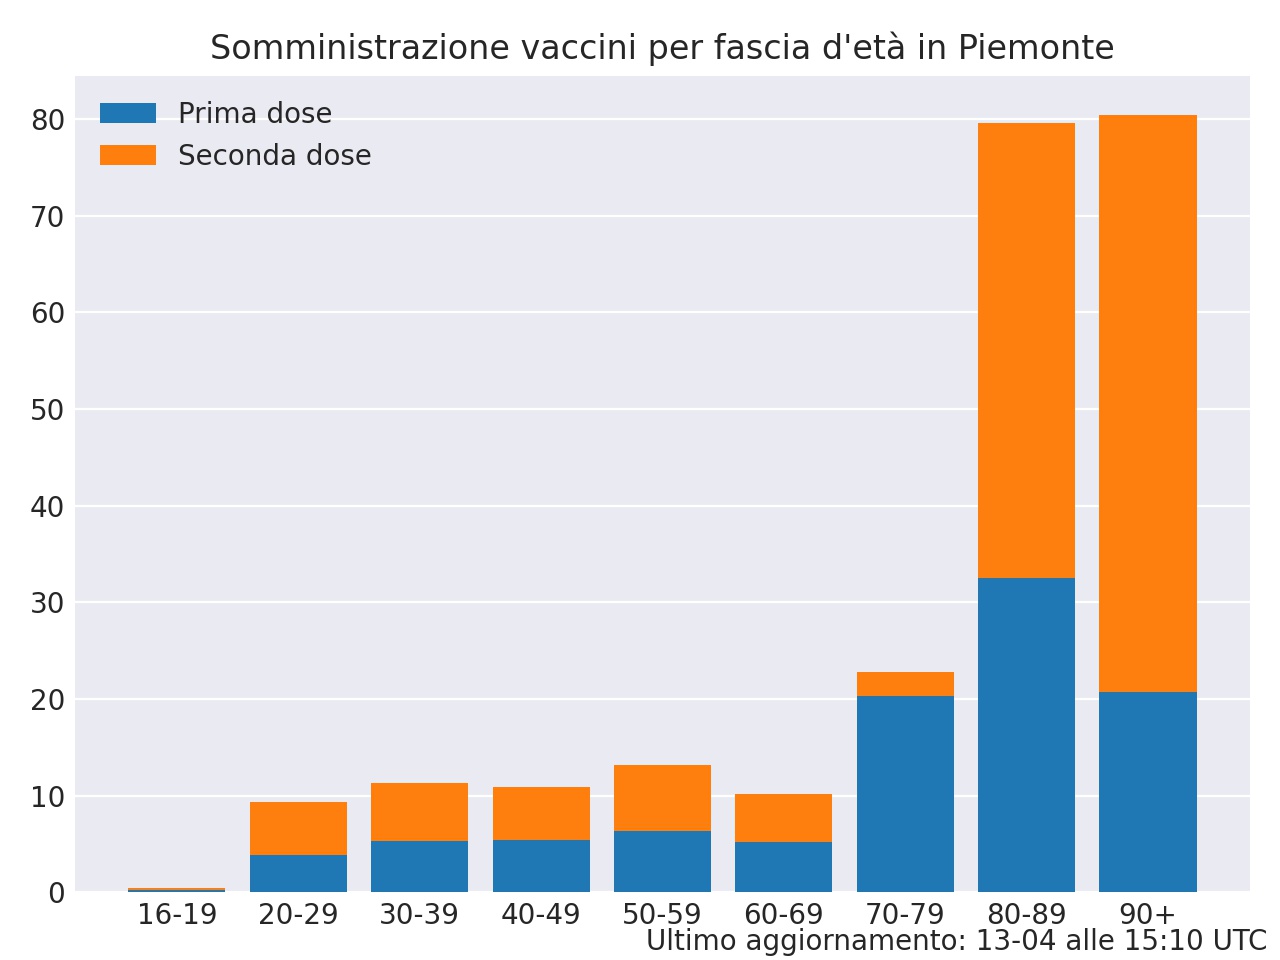 Somministrazione vaccini per fascia d'età in Piemonte
Prima dose
Seconda dose
80
70
60
50
40
30
20
10
0
16-19 20-29 30-39 40-49 50-59 60-69 70-79 80-89 90+
Ultimo aggiornamento: 13-04 alle 15:10 UTC